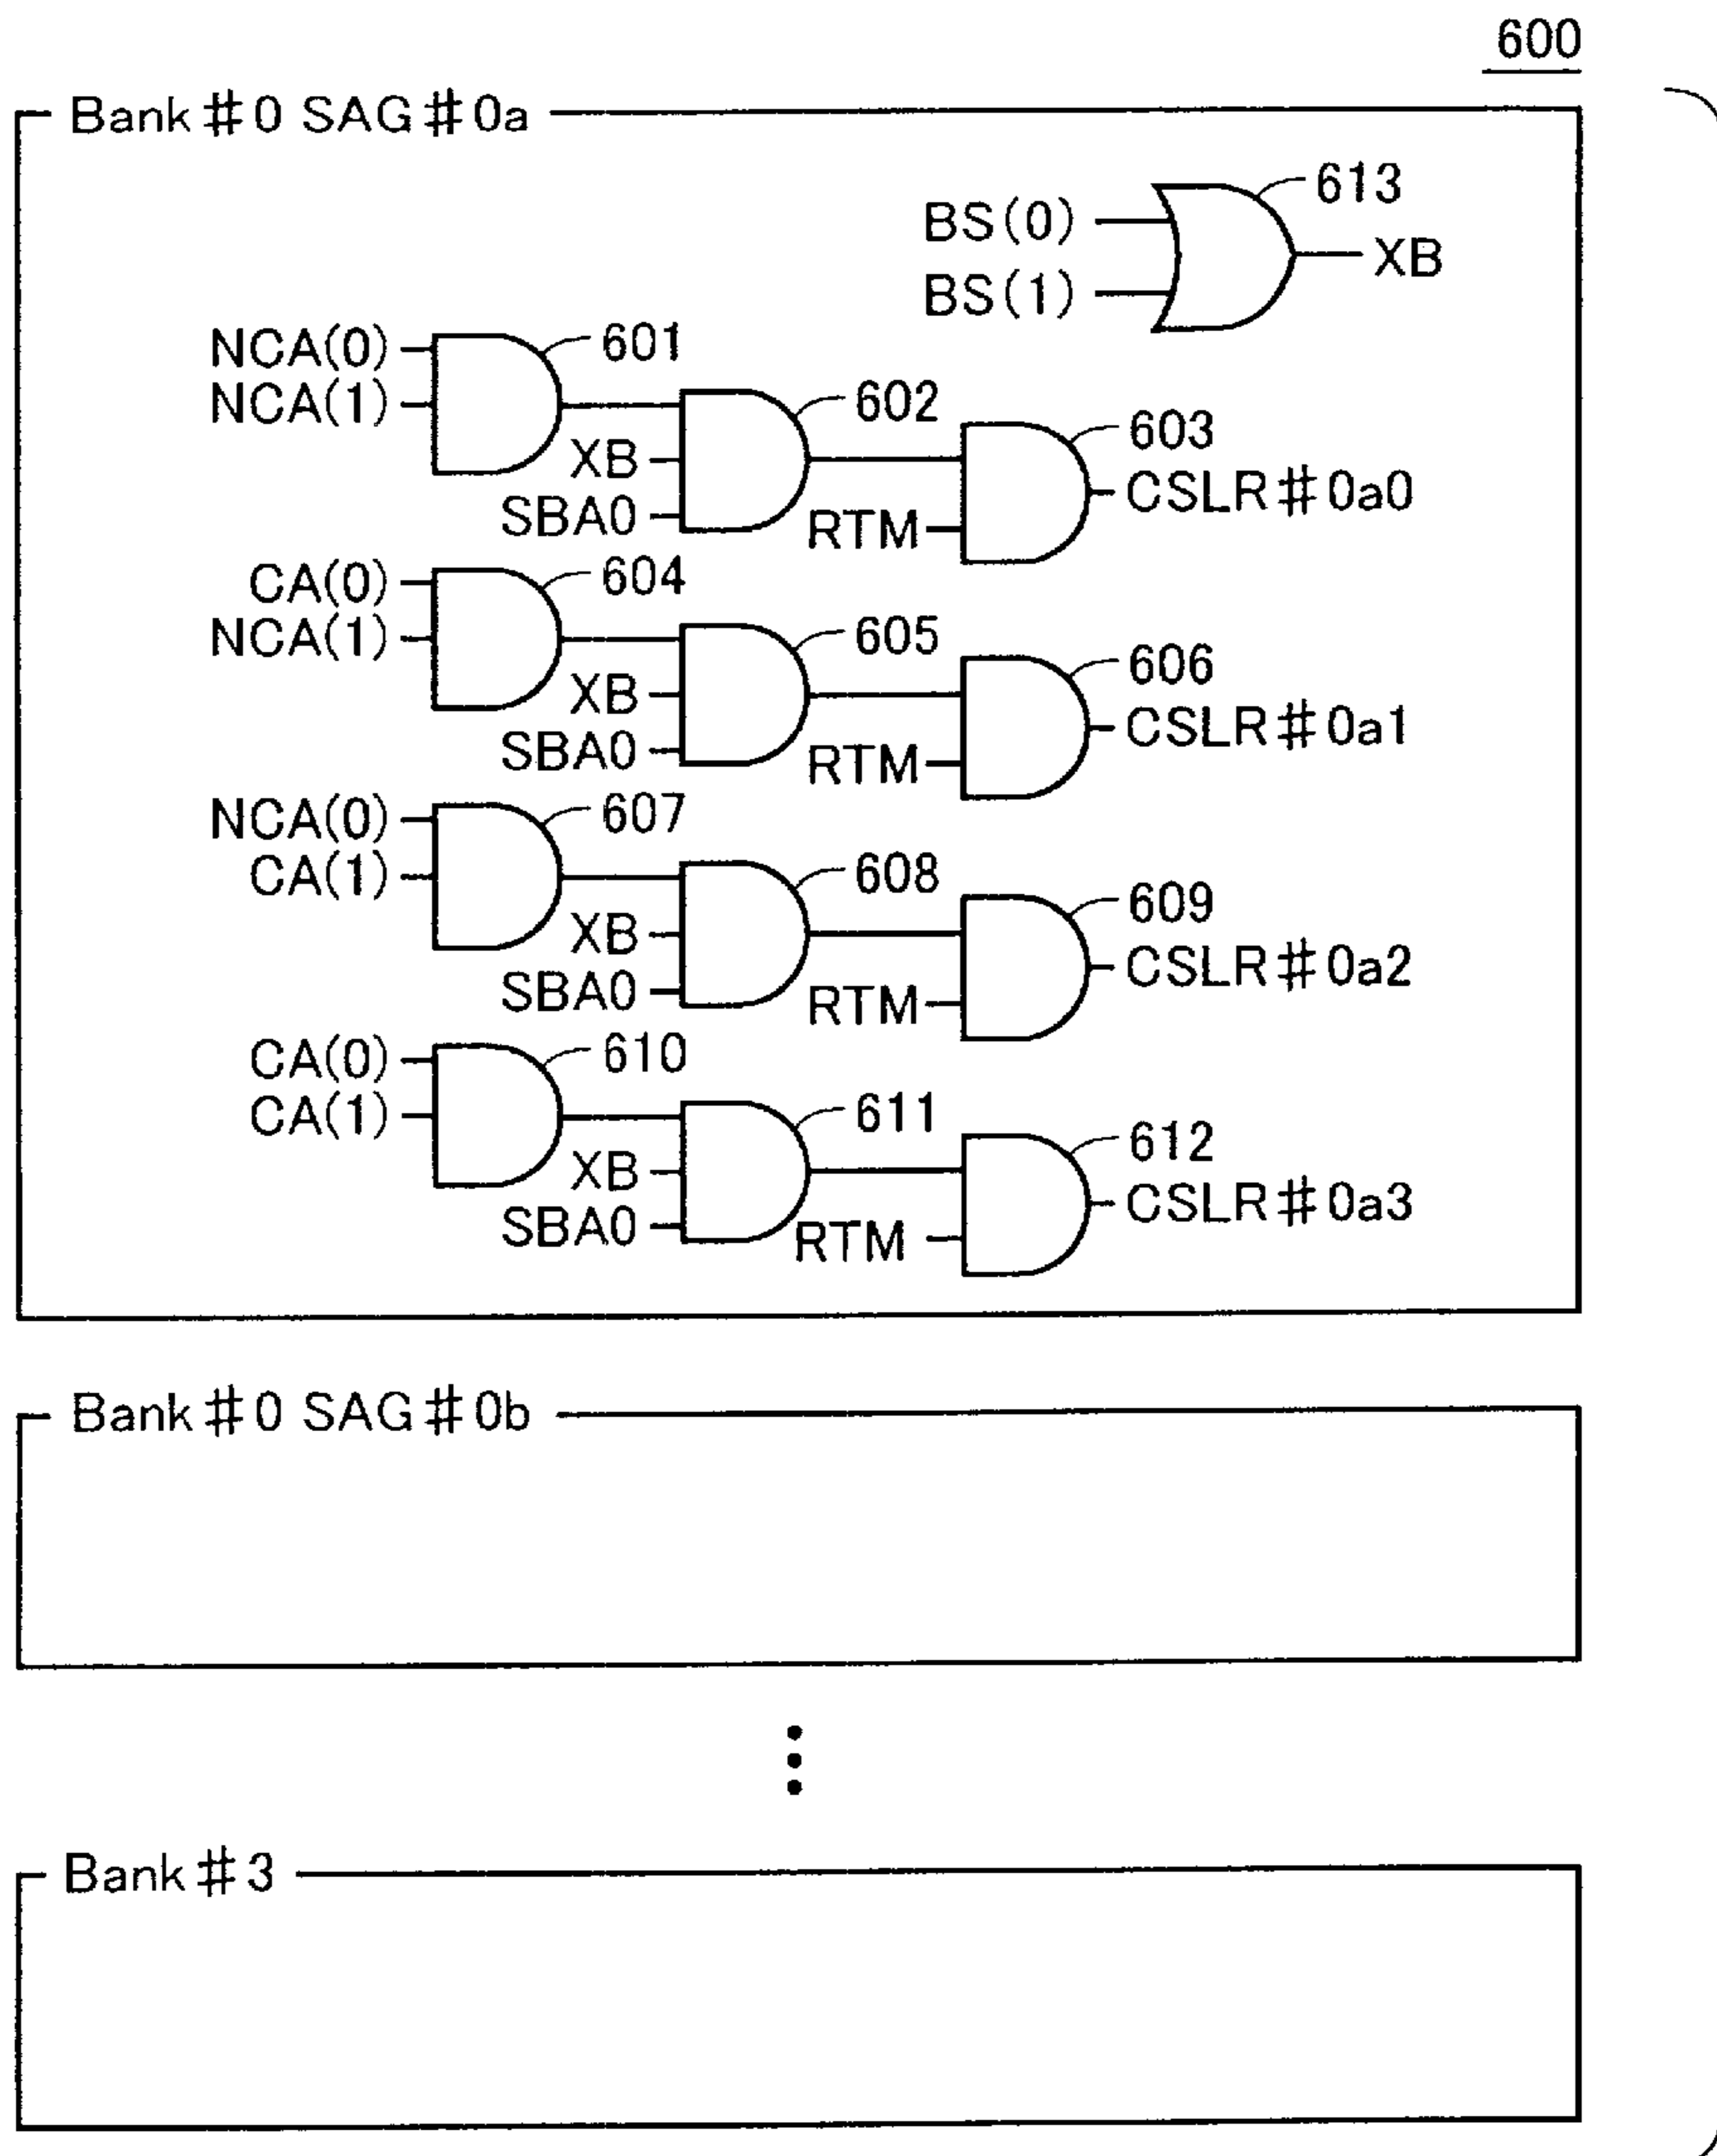 600
Bank #0 SAG #0a
613
BS(0)
XB
BS(1)
NCA(0)
601
NCA(1)
602
XB
603
SBA0
CSLR#0a0
RTM
CA(0)
604
NCA(1)
605
XB
606
SBA0
CSLR#0a1
RTM
NCA(0)
607
CA(1)
608
XB
609
SBA0
CSLR#0a2
RTM
CA(0)
610
CA(1)
611
XB
612
SBA0
CSLR#0a3
RTM
Bank #0 SAG #0b
Bank #3